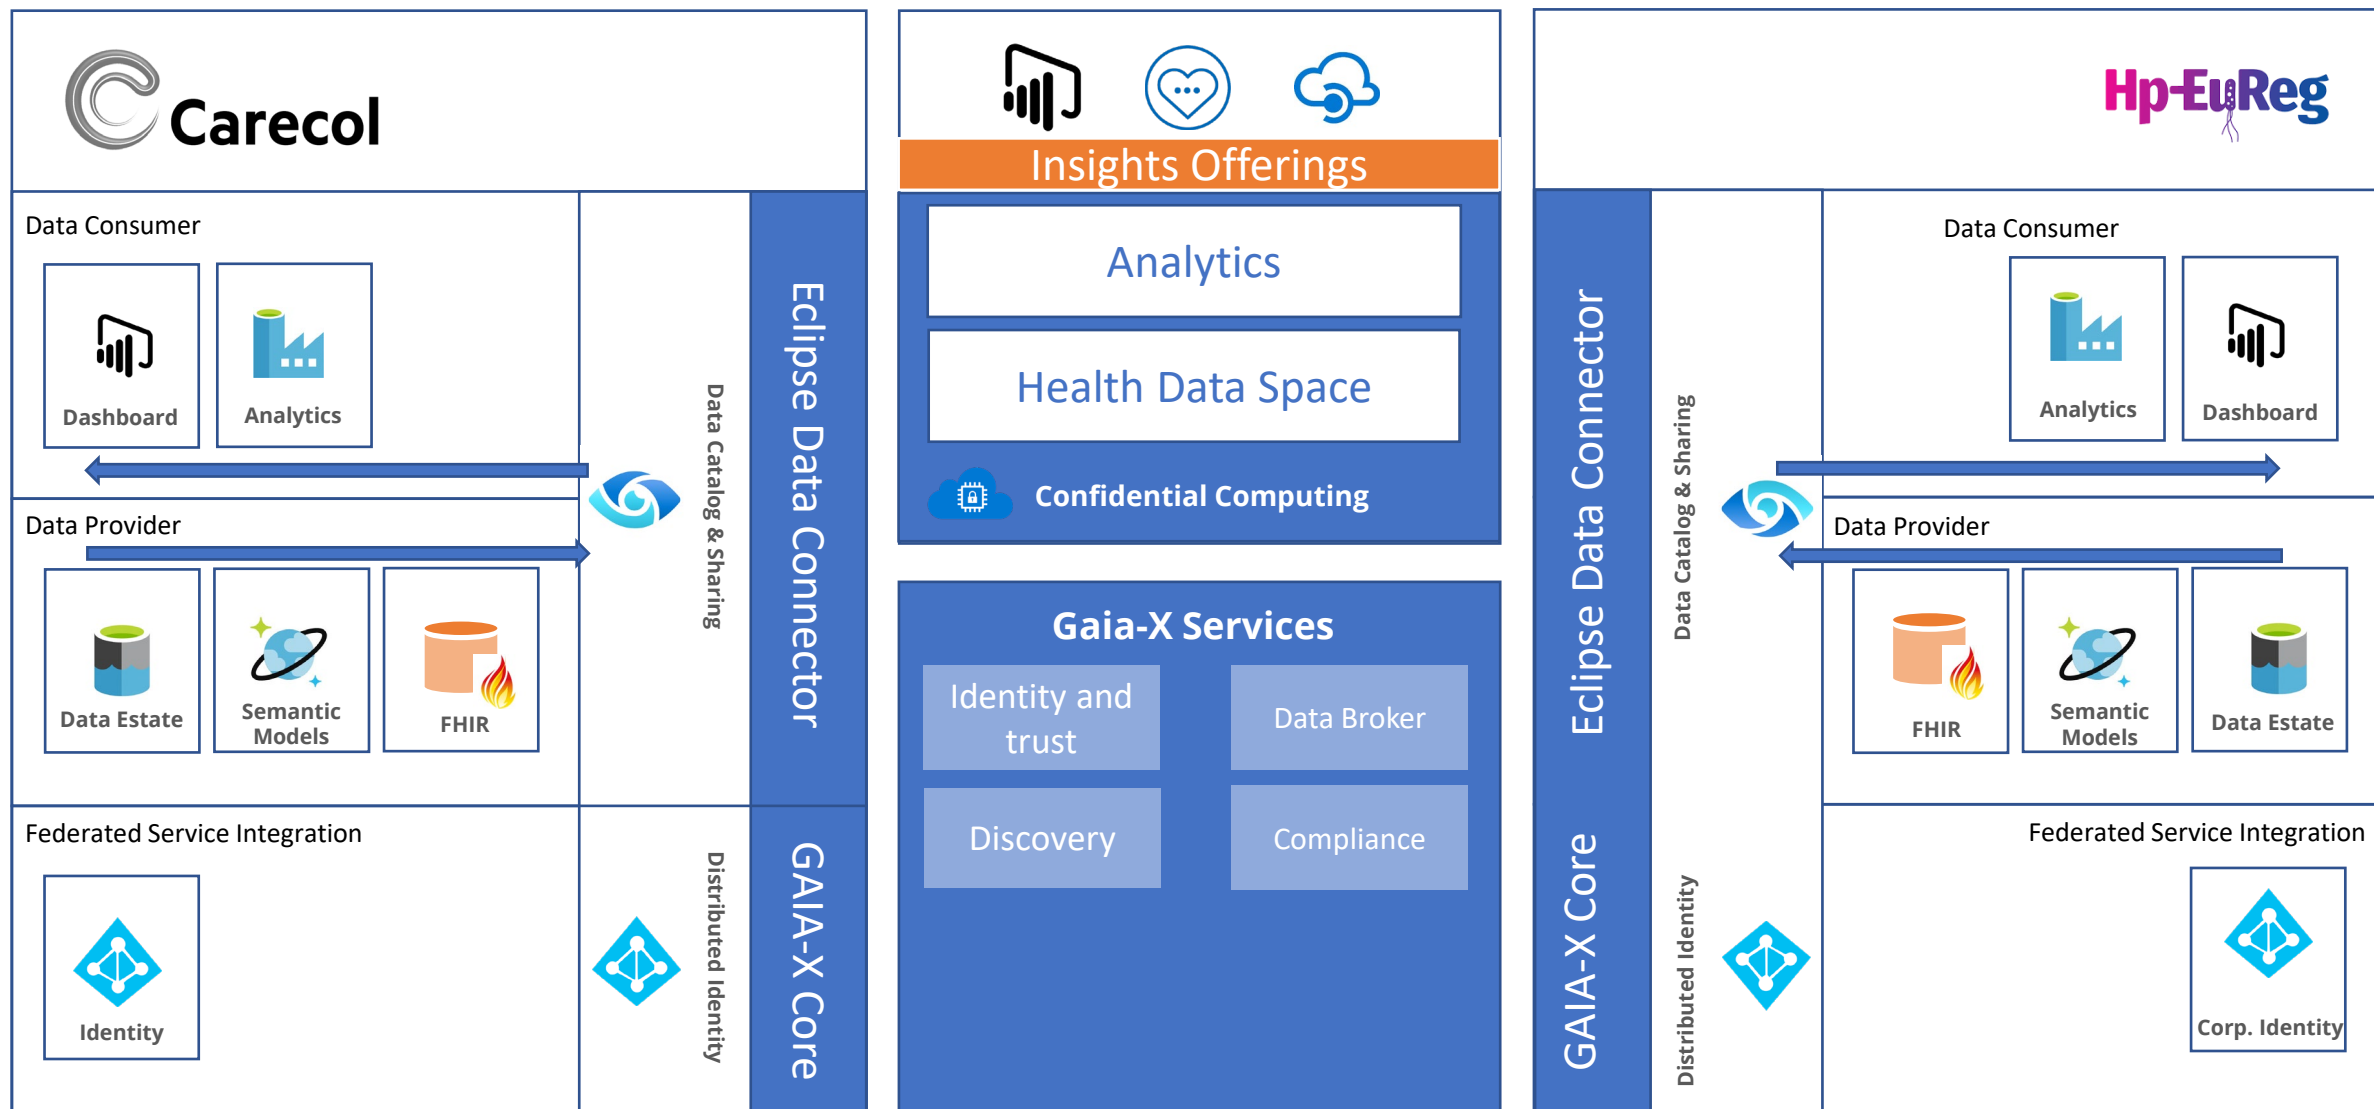 Carecol
Data Consumer
Dashboard
Analytics
Data Provider
Data Estate
Semantic
Models
FHIR
Federated Service Integration
Identity
Data Catalog & Sharing
Distributed Identity
Eclipse Data Connector
GAIA-X Core
Insights Offerings
Analytics
Health Data Space
Confidential Computing
Gaia-X Services
Identity and
trust
Data Broker
Discovery
Compliance
Hp-EuReg
Eclipse Data Connector
GAIA-X Core
Data Catalog & Sharing
Distributed Identity
Data Consumer
Analytics
Dashboard
Data Provider
FHIR
Semantic
Models
Data Estate
Federated Service Integration
Corp. Identity